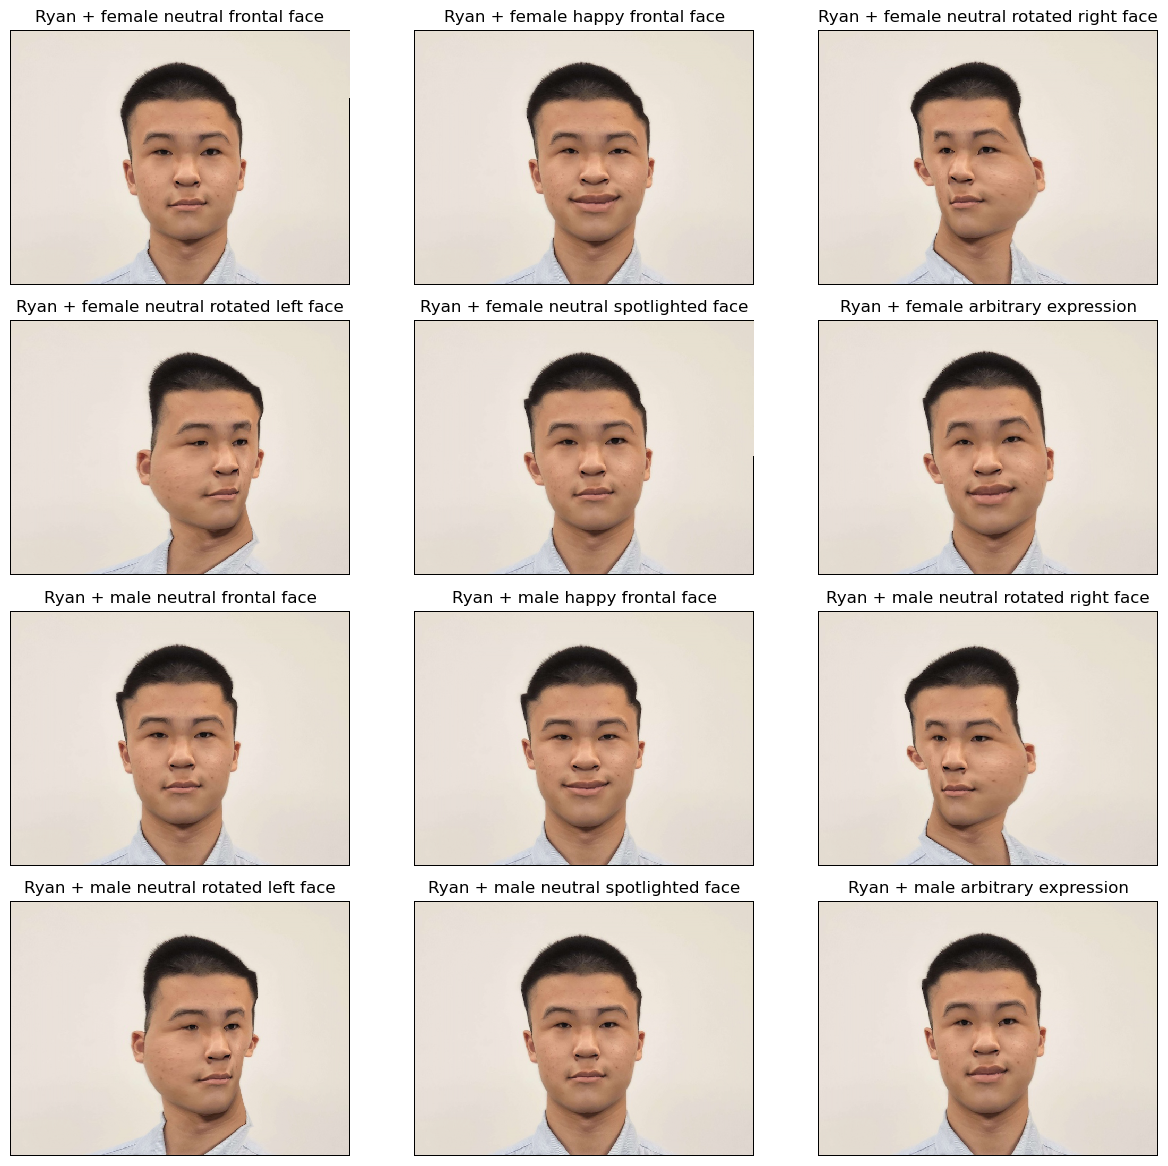 Ryan + female neutral frontal face
Ryan + female happy frontal face
Ryan + female neutral rotated right face
Ryan + female neutral rotated left face
Ryan + female neutral spotlighted face
Ryan + female arbitrary expression
Ryan + male neutral frontal face
Ryan + male happy frontal face
Ryan + male neutral rotated right face
Ryan + male neutral rotated left face
Ryan + male neutral spotlighted face
Ryan + male arbitrary expression